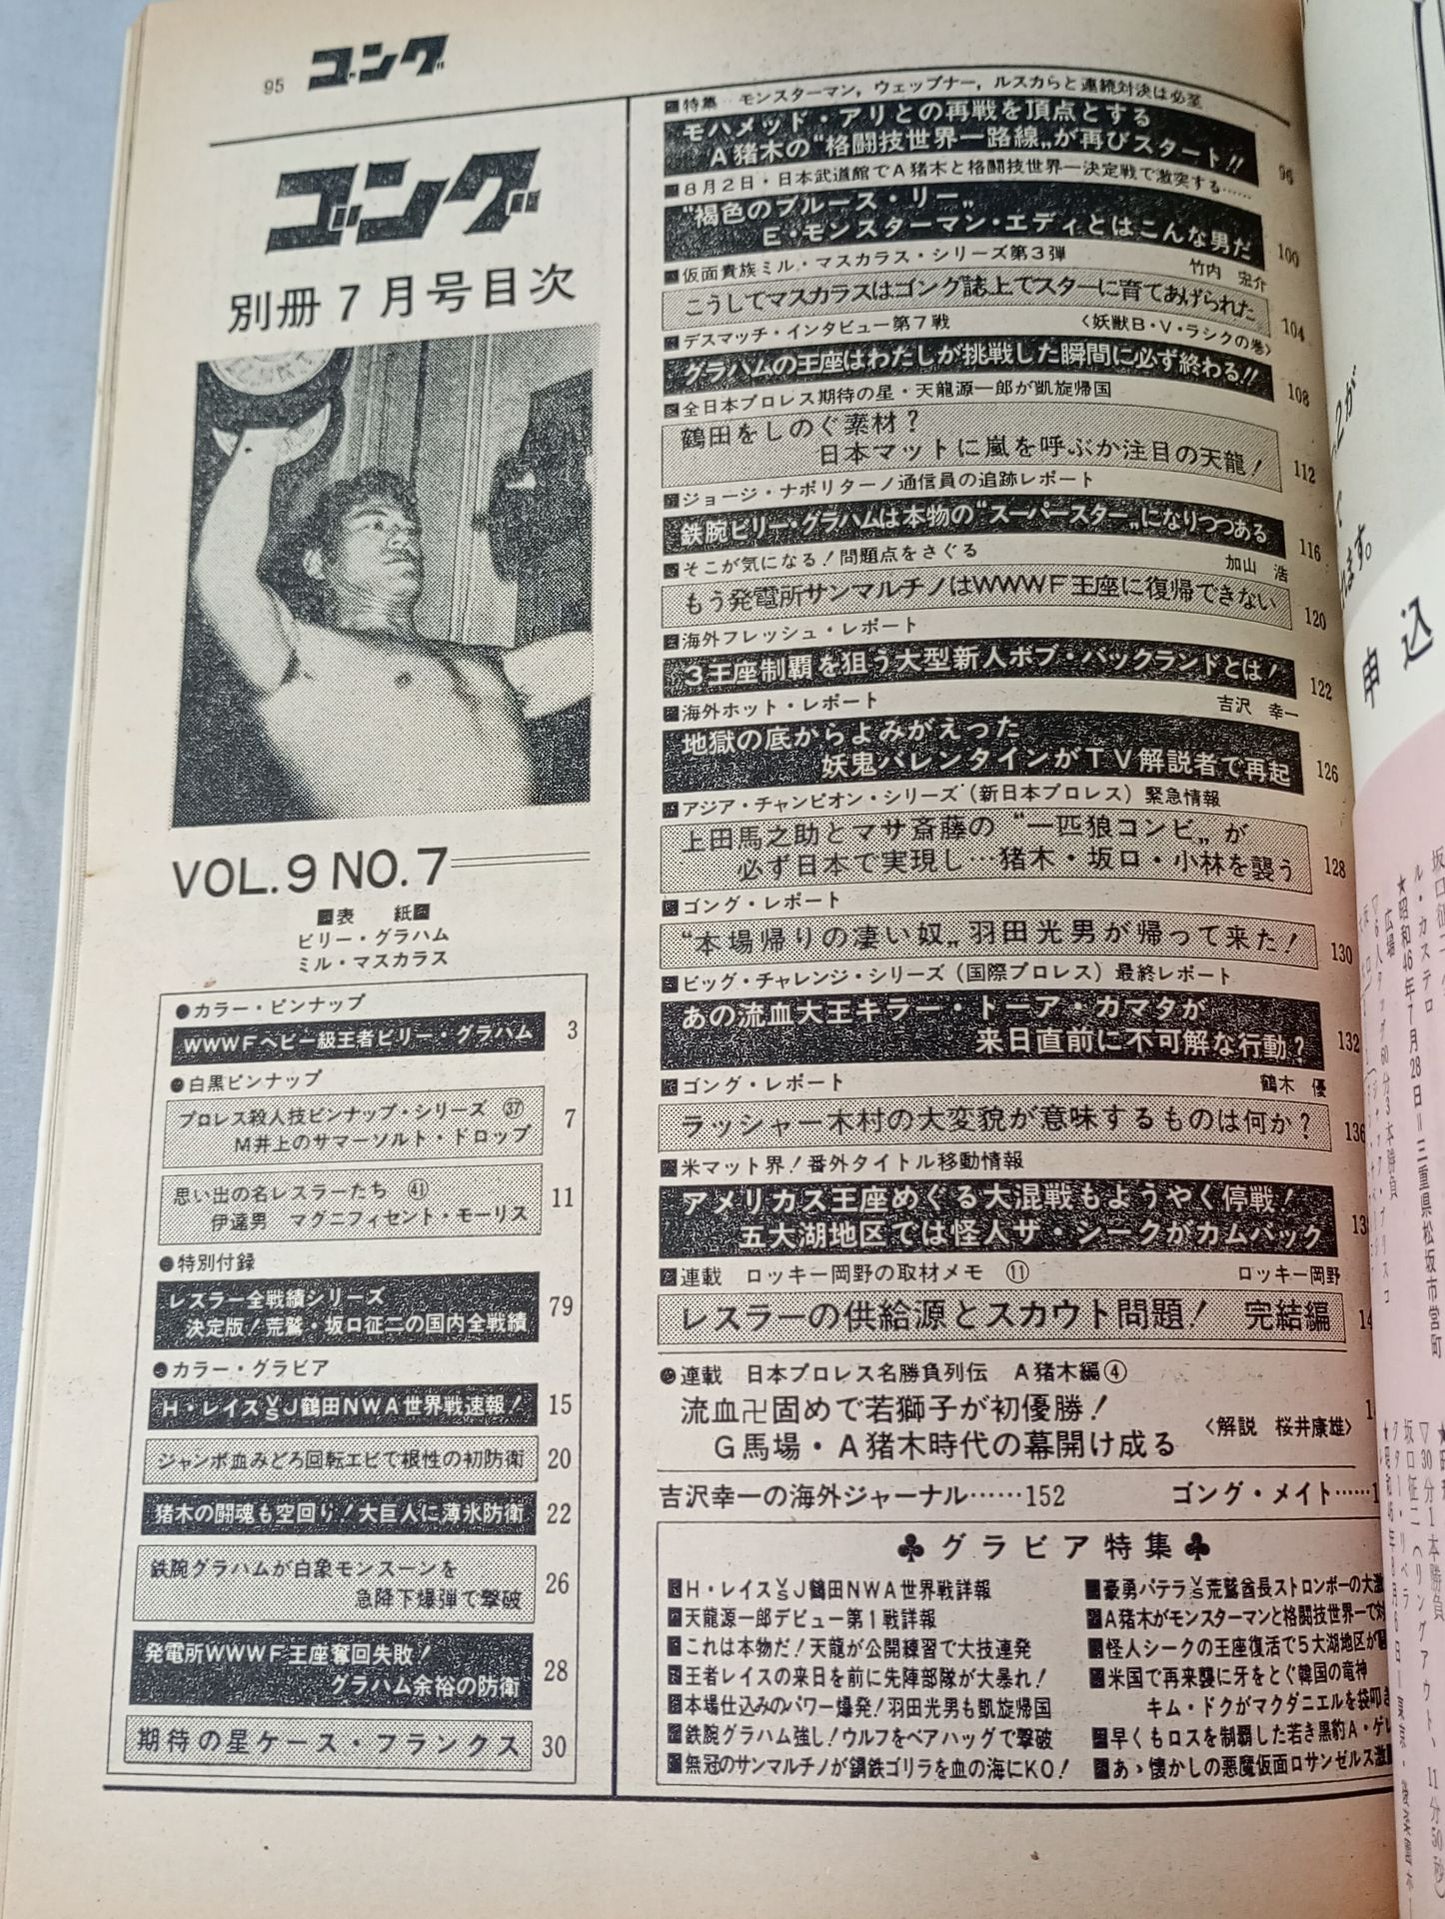 95 ゴング
ゴング
別冊7月号目次
VOL.9 NO.7
■表 紙■
ビリー・グラハム
ミル・マスカラス
●カラー・ピンナップ
WWWFヘビー級王者ビリー・グラハム 3
●白黒ピンナップ
プロレス殺人技ピンナップ・シリーズ ㊲
M井上のサマーソルト・ドロップ 7
思い出の名レスラーたち ㊶
伊達男 マグニフィセント・モーリス 11
●特別付録
レスラー全戦績シリーズ
決定版!荒鷲・坂口征二の国内全戦績 79
●カラー・グラビア
H・レイスVSJ鶴田NWA世界戦速報! 15
ジャンボ血みどろ回転エビで根性の初防衛 20
猪木の闘魂も空回り!大巨人に薄氷防衛 22
鉄腕グラハムが白象モンスーンを
急降下爆弾で撃破 26
発電所WWWF王座奪回失敗!
グラハム余裕の防衛 28
期待の星ケース・フランクス 30
■特集 モンスターマン,ウェップナー,ルスカらと連続対決は必至
モハメッド・アリとの再戦を頂点とする
A猪木の“格闘技世界一路線„が再びスタート!! 96
■8月2日・日本武道館でA猪木と格闘技世界一決定戦で激突する……
“褐色のブルース・リー„
E・モンスターマン・エディとはこんな男だ 100
■仮面貴族ミル・マスカラス・シリーズ第3弾 竹内 宏介
こうしてマスカラスはゴング誌上でスターに育てあげられた 104
■デスマッチ・インタビュー第7戦 〈妖獣B・V・ラシクの巻〉
グラハムの王座はわたしが挑戦した瞬間に必ず終わる!! 108
■全日本プロレス期待の星・天龍源一郎が凱旋帰国
鶴田をしのぐ素材?
日本マットに嵐を呼ぶか注目の天龍! 112
■ジョージ・ナポリターノ通信員の追跡レポート
鉄腕ビリー・グラハムは本物の“スーパースター„になりつつある 116
■そこが気になる!問題点をさぐる 加山 浩
もう発電所サンマルチノはWWWF王座に復帰できない 120
■海外フレッシュ・レポート
3王座制覇を狙う大型新人ボブ・バックランドとは! 122
■海外ホット・レポート 吉沢 幸一
地獄の底からよみがえった
妖鬼バレンタインがTV解説者で再起 126
■アジア・チャンピオン・シリーズ(新日本プロレス)緊急情報
上田馬之助とマサ斎藤の“一匹狼コンビ„が
必ず日本で実現し…猪木・坂口・小林を襲う 128
■ゴング・レポート
“本場帰りの凄い奴„羽田光男が帰って来た! 130
■ビッグ・チャレンジ・シリーズ(国際プロレス)最終レポート
あの流血大王キラー・トーア・カマタが
来日直前に不可解な行動? 132
■ゴング・レポート 鶴木 優
ラッシャー木村の大変貌が意味するものは何か? 136
■米マット界!番外タイトル移動情報
アメリカス王座めぐる大混戦もようやく停戦!
五大湖地区では怪人ザ・シークがカムバック
■連載 ロッキー岡野の取材メモ ⑪ ロッキー岡野
レスラーの供給源とスカウト問題! 完結編
●連載 日本プロレス名勝負列伝 A猪木編④
流血卍固めで若獅子が初優勝!
G馬場・A猪木時代の幕開け成る 〈解説 桜井康雄〉
吉沢幸一の海外ジャーナル……152 ゴング・メイト……
♣グラビア特集♣
■H・レイスVSJ鶴田NWA世界戦詳報
■天龍源一郎デビュー第1戦詳報
■これは本物だ!天龍が公開練習で大技連発
■王者レイスの来日を前に先陣部隊が大暴れ!
■本場仕込みのパワー爆発!羽田光男も凱旋帰国
■鉄腕グラハム強し!ウルフをベアハッグで撃破
■無冠のサンマルチノが鋼鉄ゴリラを血の海にKO!
■豪勇パテラVS荒鷲酋長ストロンボーの大激
■A猪木がモンスターマンと格闘技世界一で対
■怪人シークの王座復活で5大湖地区が
■米国で再来襲に牙をとぐ韓国の竜神
キム・ドクがマクダニエルを袋叩き
■早くもロスを制覇した若き黒豹A・ゲレ
■あゝ懐かしの悪魔仮面ロサンゼルス激
申込
ル・カステロ
★昭和46年7月28日=三重県松坂市営町
広場